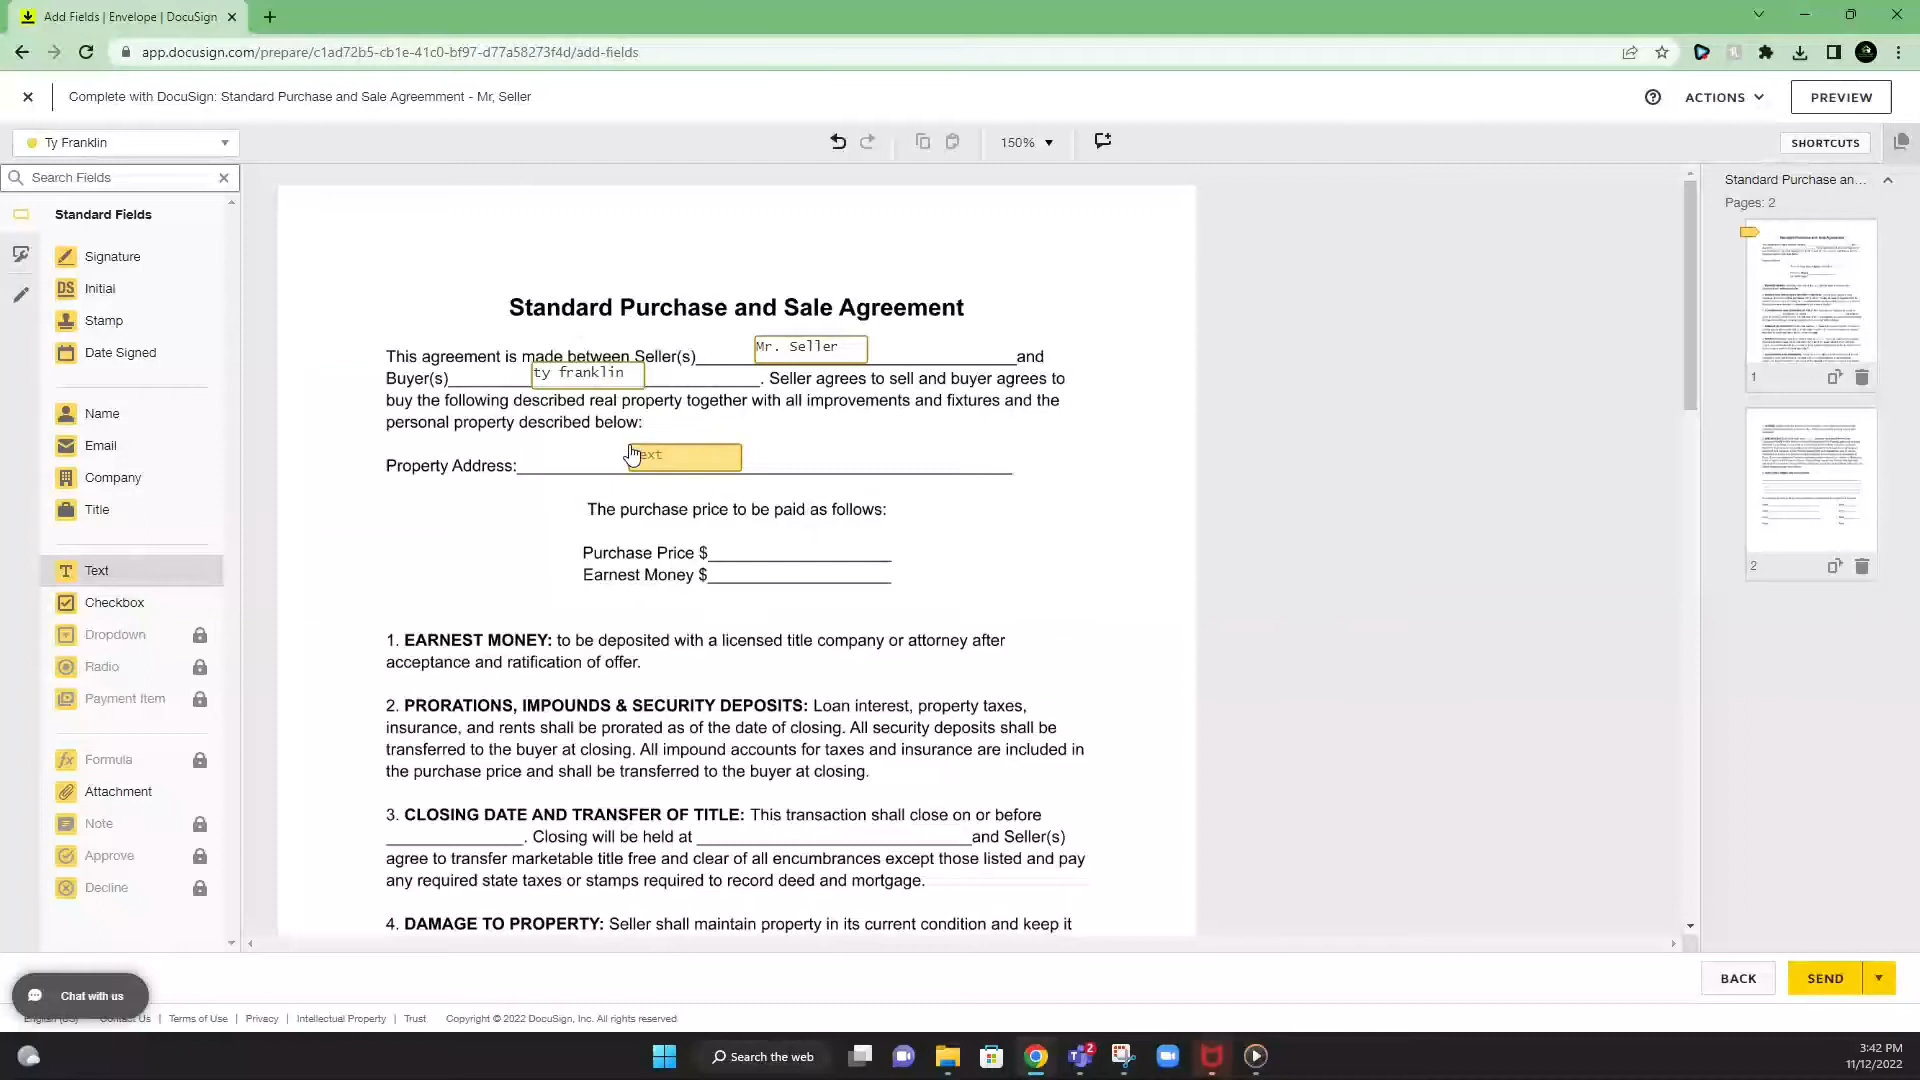 Add Fields | Envelope | DocuSign
app.docusign.com/prepare/c1ad72b5-cb1e-41c0-bf97-d77a58273f4d/add-fields
Complete with DocuSign: Standard Purchase and Sale Agreemment - Mr, Seller
ACTIONS
PREVIEW
Ty Franklin
150%
SHORTCUTS
Search Fields
Standard Fields
Signature
DS Initial
Stamp
Date Signed
Name
Email
Company
Title
Text
Checkbox
Dropdown
Radio
Payment Item
Formula
Attachment
Note
Approve
Decline
Standard Purchase and Sale Agreement
This agreement is made between Seller(s) Mr. Seller and
Buyer(s) ty franklin. Seller agrees to sell and buyer agrees to
buy the following described real property together with all improvements and fixtures and the
personal property described below:
Property Address:
The purchase price to be paid as follows:
Purchase Price $
Earnest Money $
1. EARNEST MONEY: to be deposited with a licensed title company or attorney after
acceptance and ratification of offer.
2. PRORATIONS, IMPOUNDS & SECURITY DEPOSITS: Loan interest, property taxes,
insurance, and rents shall be prorated as of the date of closing. All security deposits shall be
transferred to the buyer at closing. All impound accounts for taxes and insurance are included in
the purchase price and shall be transferred to the buyer at closing.
3. CLOSING DATE AND TRANSFER OF TITLE: This transaction shall close on or before
. Closing will be held at and Seller(s)
agree to transfer marketable title free and clear of all encumbrances except those listed and pay
any required state taxes or stamps required to record deed and mortgage.
4. DAMAGE TO PROPERTY: Seller shall maintain property in its current condition and keep it
Standard Purchase an...
Pages: 2
1
2
BACK
SEND
Chat with us
Terms of Use | Privacy | Intellectual Property | Trust Copyright © 2022 DocuSign, Inc. All rights reserved
Search the web
2
3:42 PM
11/12/2022